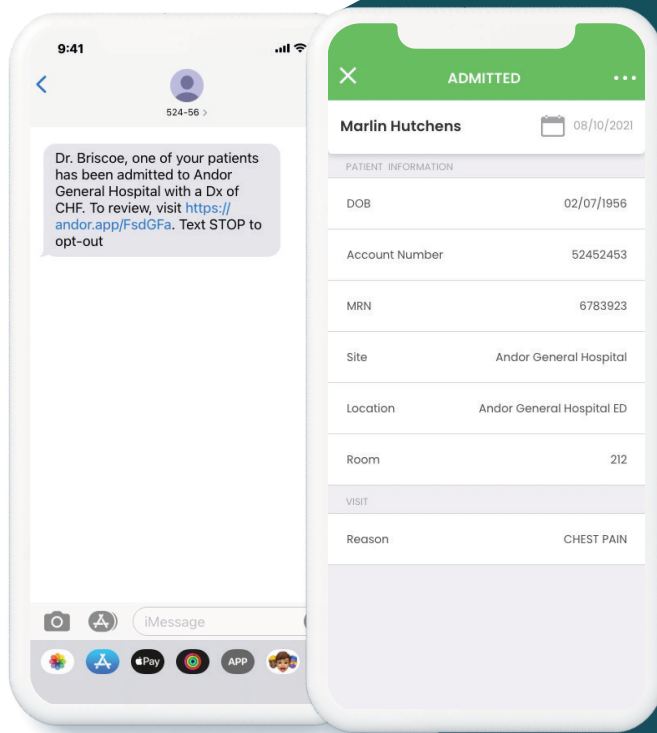 9:41
524-56 >
Dr. Briscoe, one of your patients
has been admitted to Andor
General Hospital with a Dx of
CHF. To review, visit https://
andor.app/FsdGFa. Text STOP to
opt-out
iMessage
Pay
APP
ADMITTED
Marlin Hutchens 08/10/2021
PATIENT INFORMATION
DOB 02/07/1956
Account Number 52452453
MRN 6783923
Site Andor General Hospital
Location Andor General Hospital ED
Room 212
VISIT
Reason CHEST PAIN